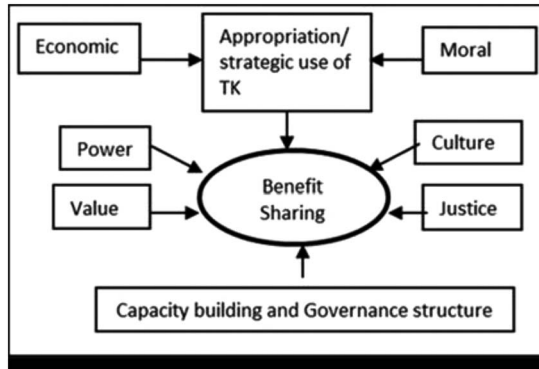 Economic
Appropriation/
strategic use of
TK
Moral
Power
Culture
Benefit
Sharing
Value
Justice
Capacity building and Governance structure